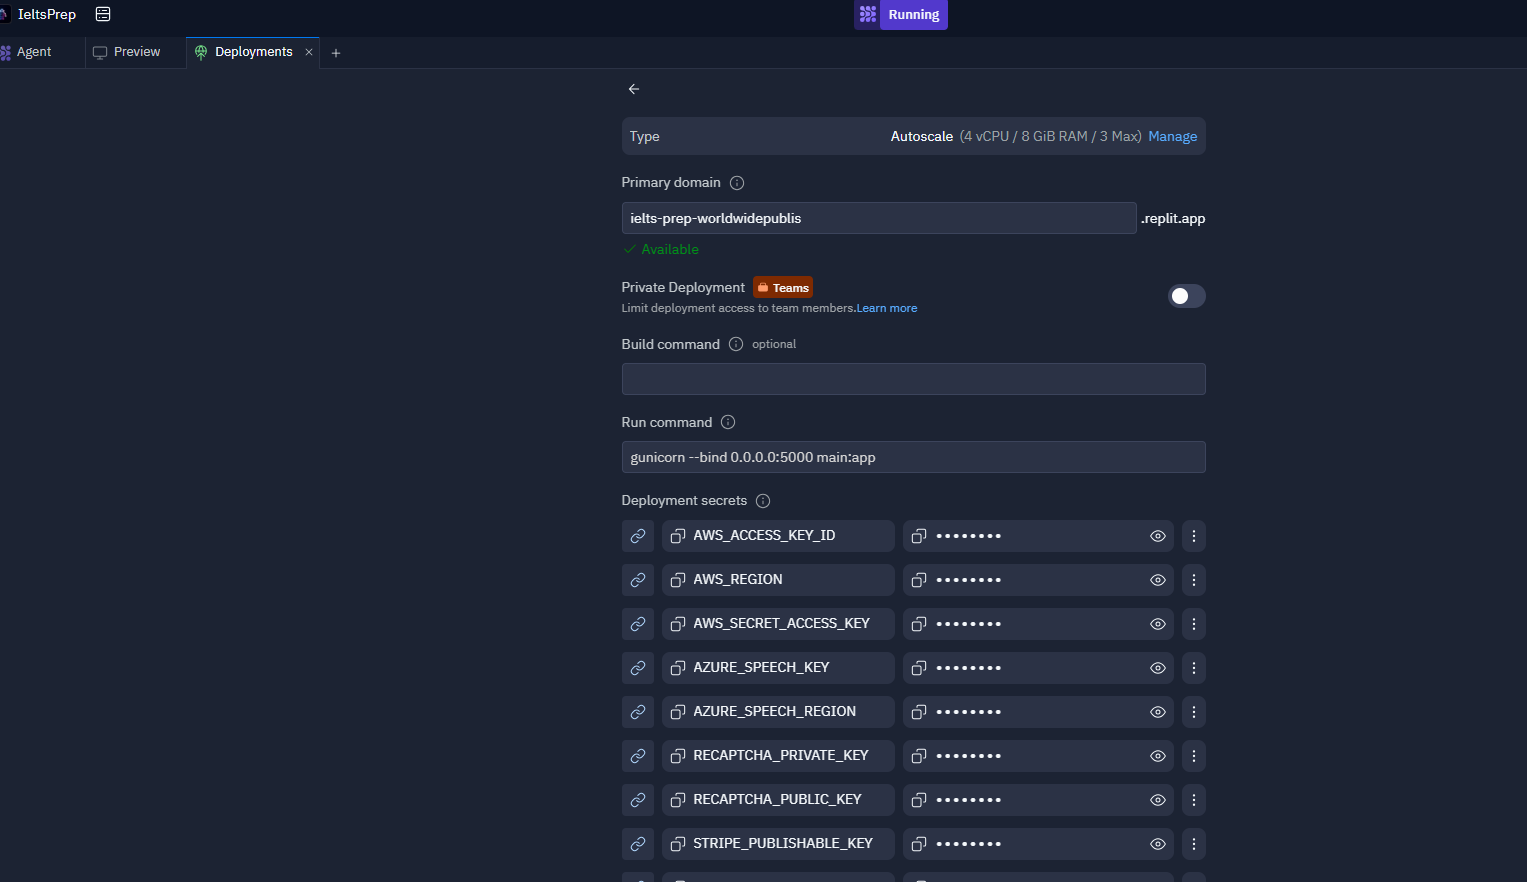 IeltsPrep
Running
Agent
Preview
Deployments
Type
Autoscale (4 vCPU / 8 GiB RAM / 3 Max) Manage
Primary domain
ielts-prep-worldwidepublis
.replit.app
Available
Private Deployment
Teams
Limit deployment access to team members.Learn more
Build command
optional
Run command
gunicorn --bind 0.0.0.0:5000 main:app
Deployment secrets
AWS_ACCESS_KEY_ID ••••••••
AWS_REGION ••••••••
AWS_SECRET_ACCESS_KEY ••••••••
AZURE_SPEECH_KEY ••••••••
AZURE_SPEECH_REGION ••••••••
RECAPTCHA_PRIVATE_KEY ••••••••
RECAPTCHA_PUBLIC_KEY ••••••••
STRIPE_PUBLISHABLE_KEY ••••••••